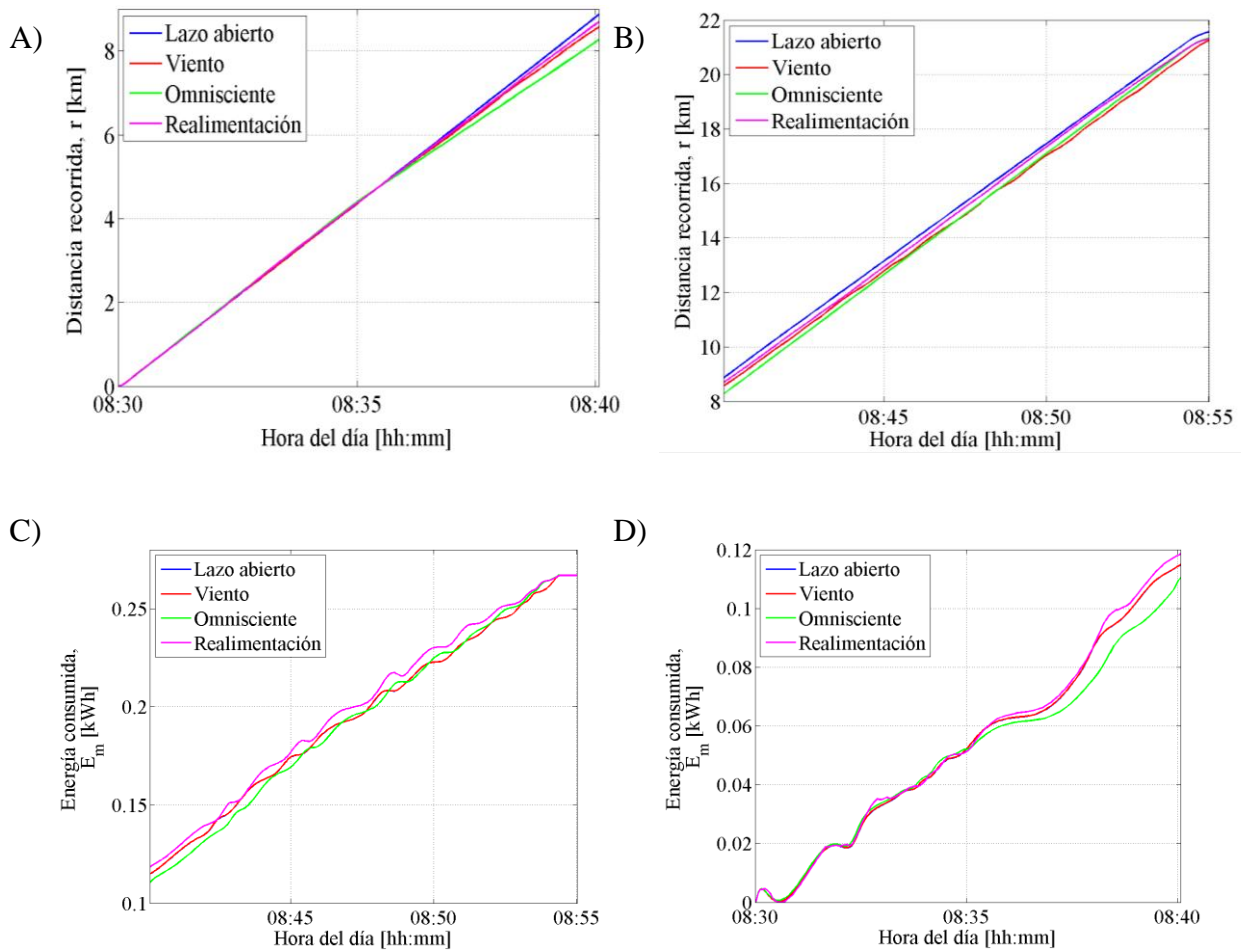 A)
Distancia recorrida, r [km]
8
6
4
2
0
Lazo abierto
Viento
Omnisciente
Realimentación
08:30
08:35
08:40
Hora del día [hh:mm]
B)
Distancia recorrida, r [km]
22
20
18
16
14
12
10
8
Lazo abierto
Viento
Omnisciente
Realimentación
08:45
08:50
08:55
Hora del día [hh:mm]
C)
Energía consumida,
E_m [kWh]
0.25
0.2
0.15
0.1
Lazo abierto
Viento
Omnisciente
Realimentación
08:45
08:50
08:55
Hora del día [hh:mm]
D)
Energía consumida,
E_m [kWh]
0.12
0.1
0.08
0.06
0.04
0.02
0
Lazo abierto
Viento
Omnisciente
Realimentación
08:30
08:35
08:40
Hora del día [hh:mm]